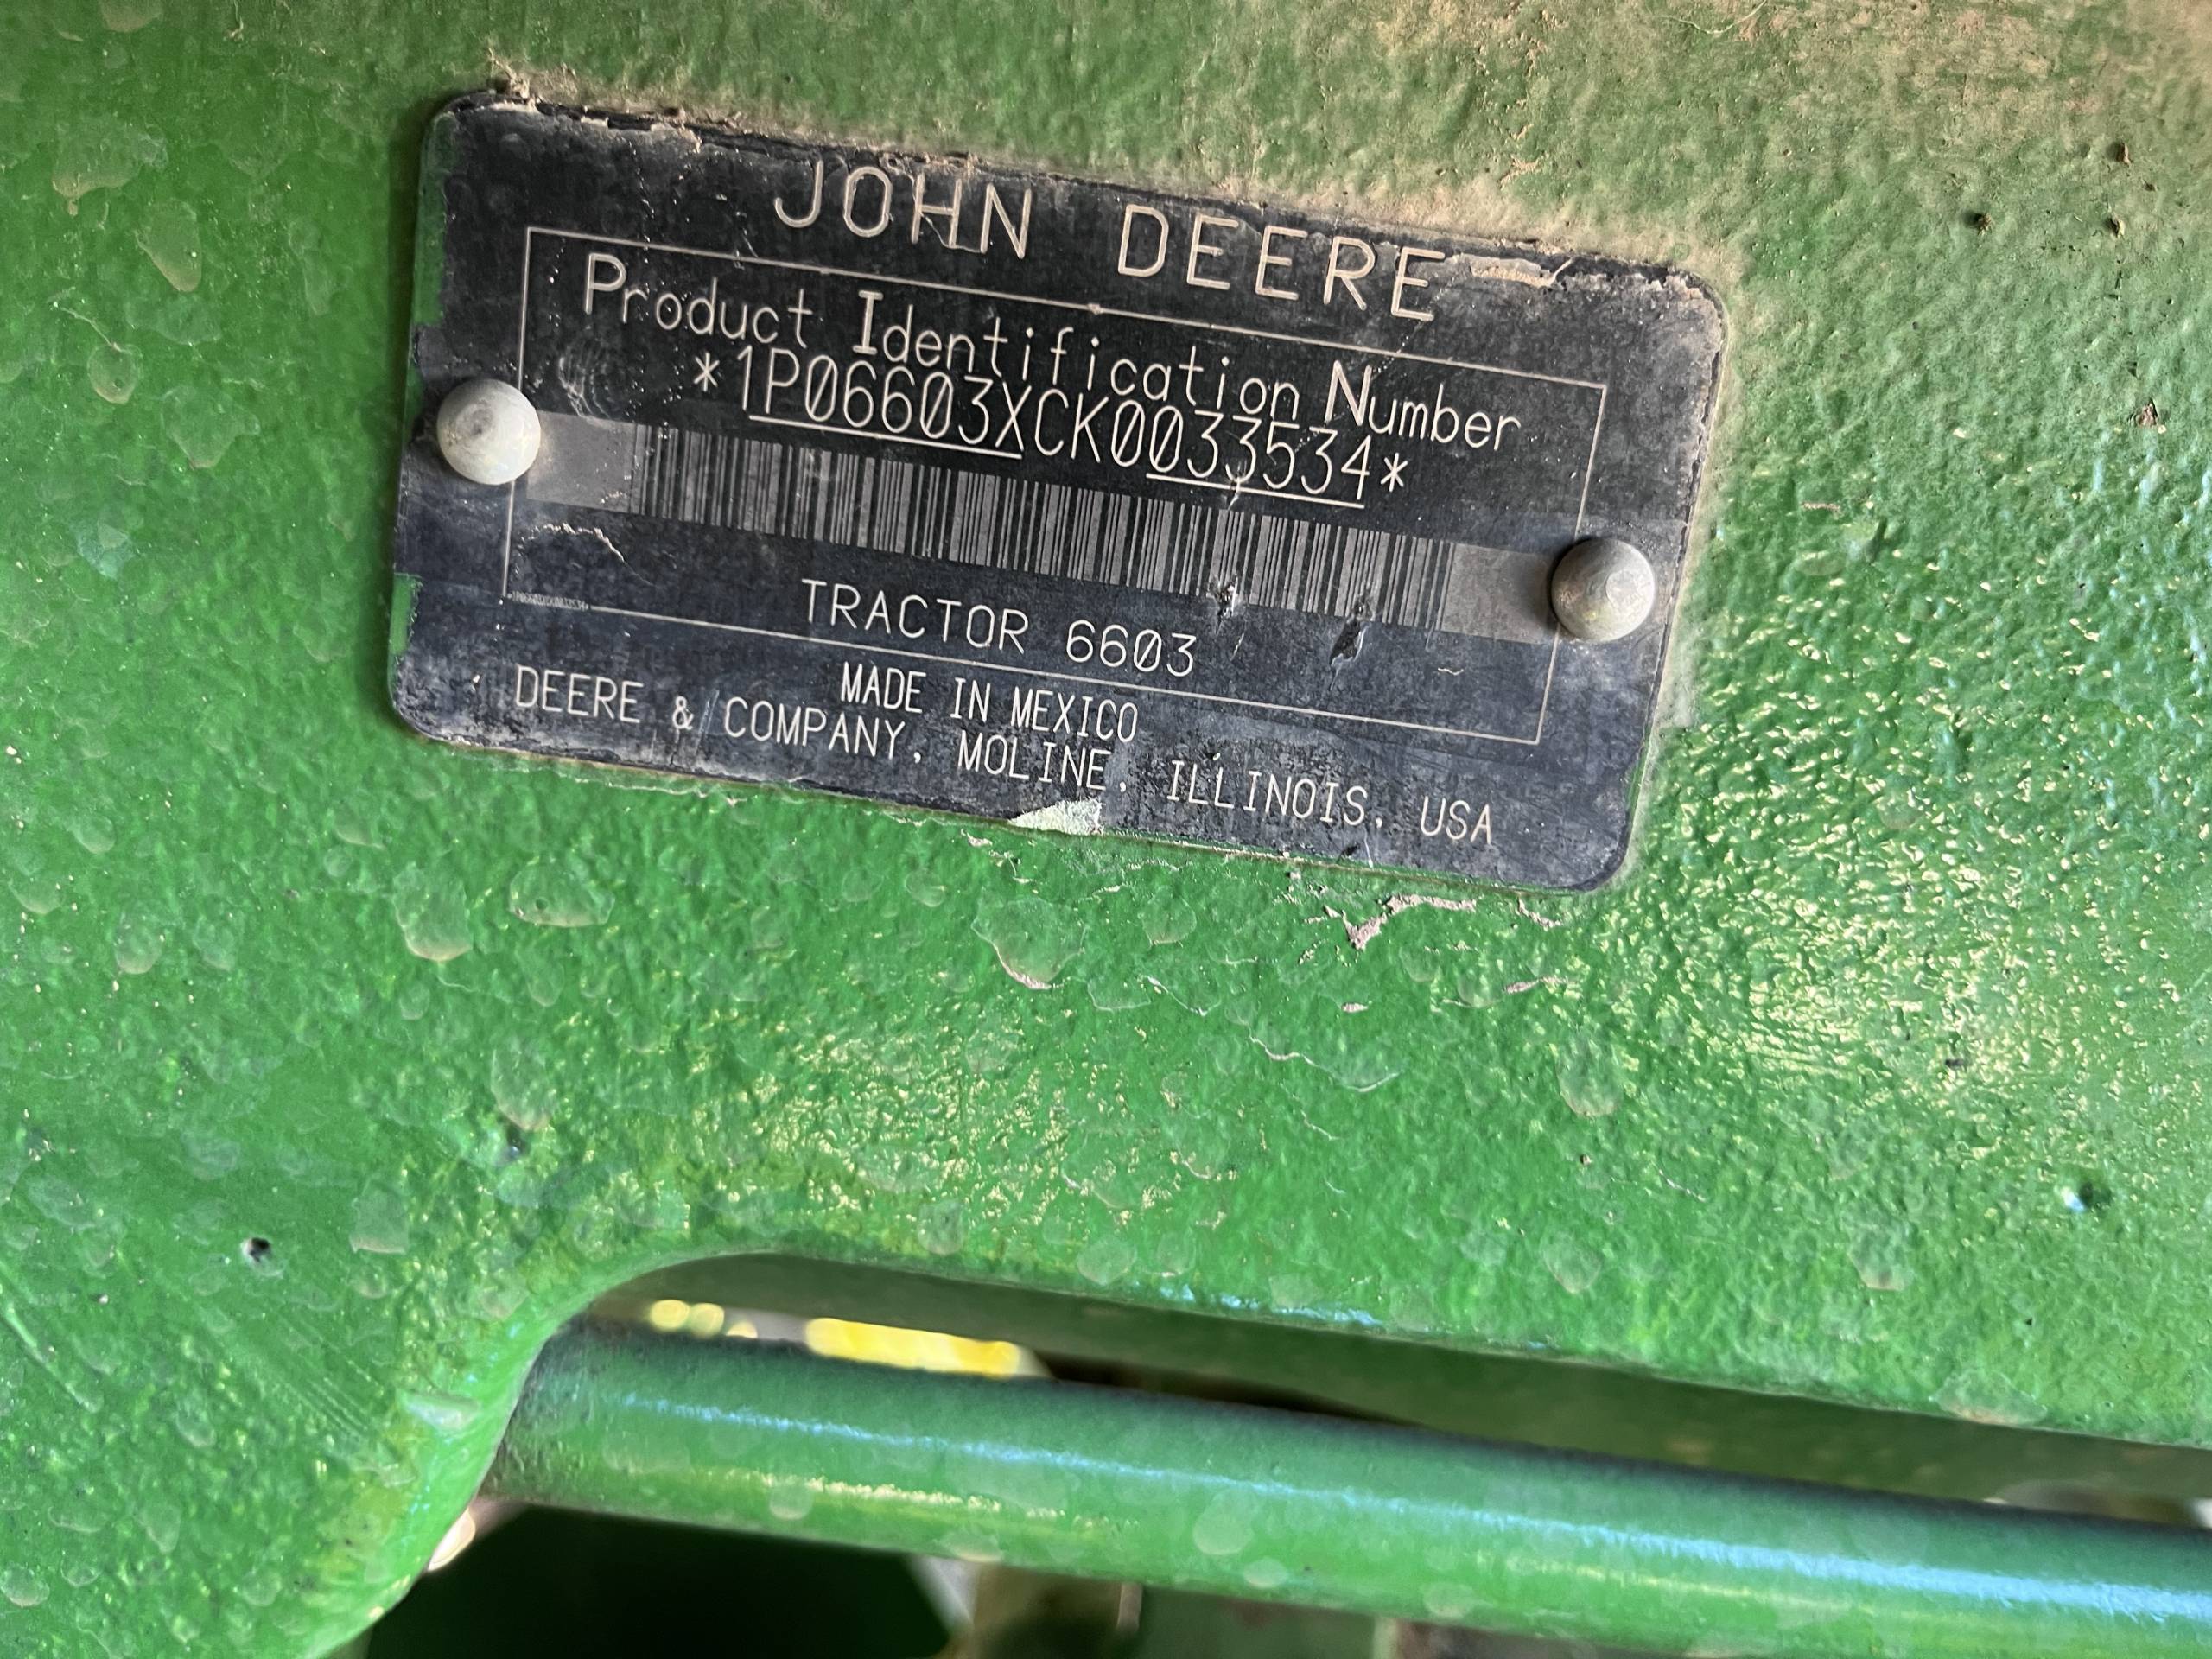 JOHN DEERE
Product Identification Number
*1P06603XCK0033534*
TRACTOR 6603
MADE IN MEXICO
DEERE & COMPANY, MOLINE, ILLINOIS, USA